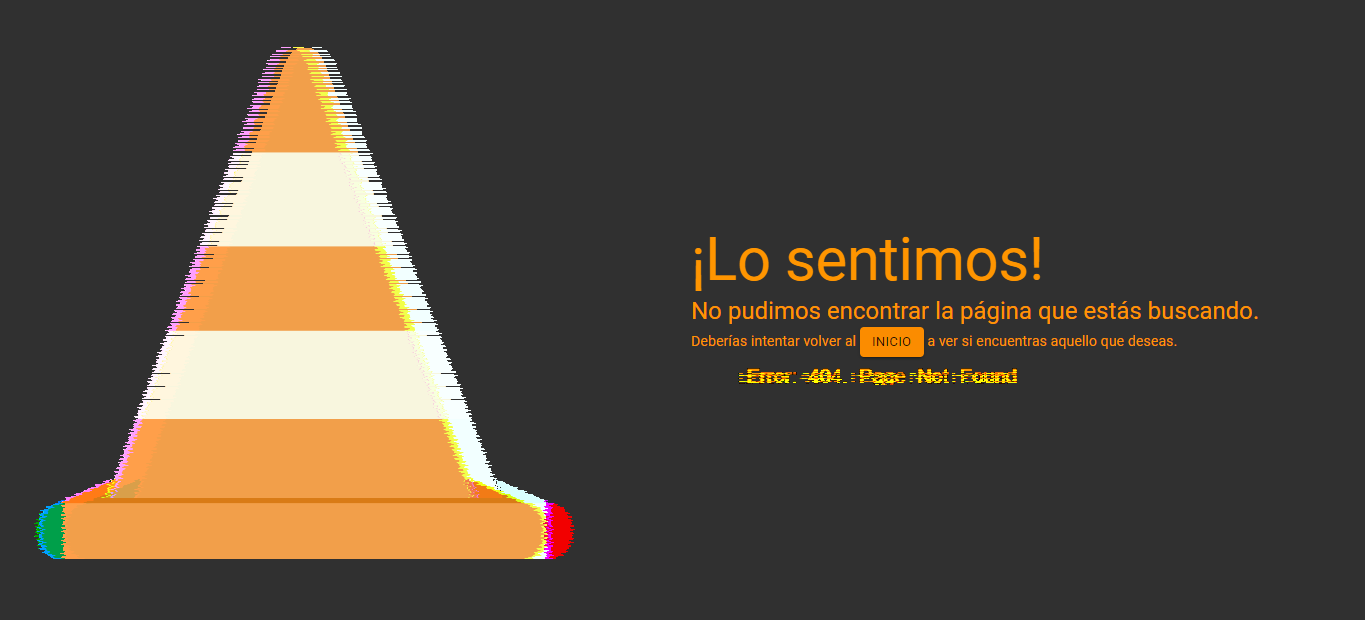 ¡Lo sentimos!
No pudimos encontrar la página que estás buscando.
Deberías intentar volver al INICIO a ver si encuentras aquello que deseas.
Error: 404. Page Not Found